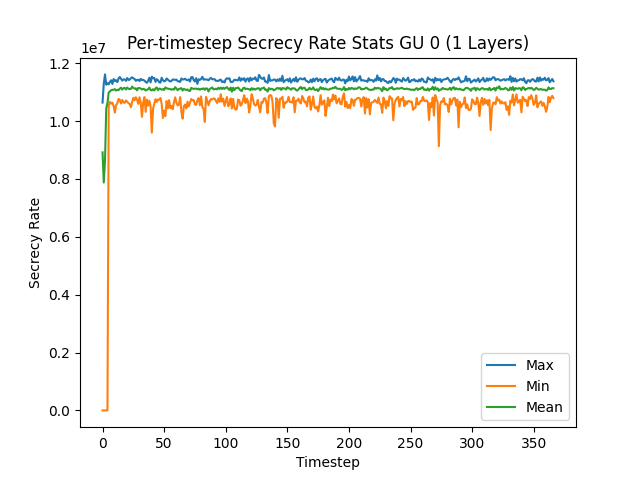 Per-timestep Secrecy Rate Stats GU 0 (1 Layers)
1e7
1.2
1.0
0.8
0.6
0.4
0.2
0.0
Secrecy Rate
0 50 100 150 200 250 300 350
Timestep
Max
Min
Mean